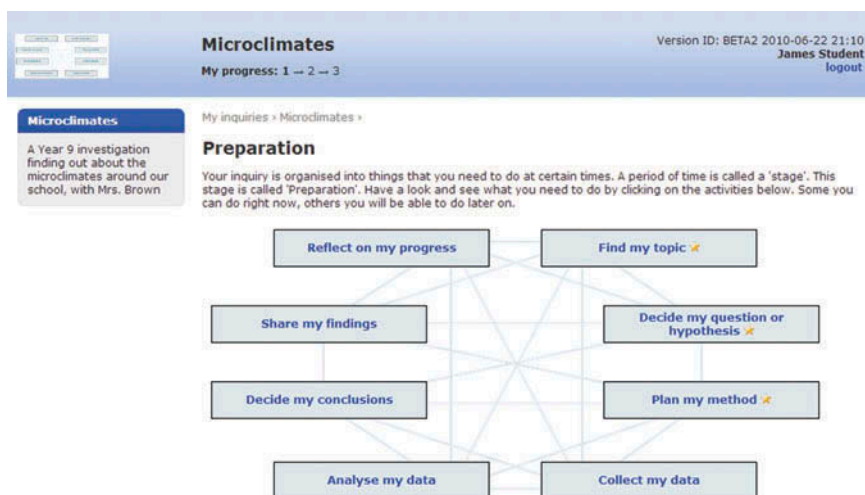 Microclimates
My progress: 1 → 2 → 3
Version ID: BETA2 2010-06-22 21:10
James Student
logout
Microclimates
A Year 9 investigation
finding out about the
microclimates around our
school, with Mrs. Brown
My inquiries › Microclimates ›
Preparation
Your inquiry is organised into things that you need to do at certain times. A period of time is called a 'stage'. This
stage is called 'Preparation'. Have a look and see what you need to do by clicking on the activities below. Some you
can do right now, others you will be able to do later on.
Reflect on my progress
Find my topic
Share my findings
Decide my question or
hypothesis
Decide my conclusions
Plan my method
Analyse my data
Collect my data